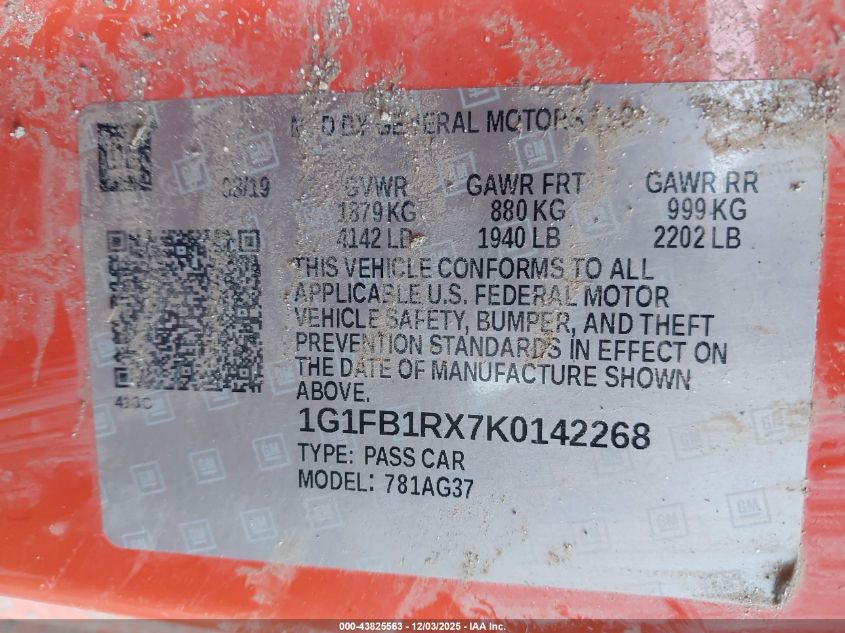 BY GENERAL MOTORS
GM
03/19
GVWR GAWR FRT GAWR RR
1879 KG 880 KG 999 KG
4142 LB 1940 LB 2202 LB
THIS VEHICLE CONFORMS TO ALL
APPLICABLE U.S. FEDERAL MOTOR
VEHICLE SAFETY, BUMPER, AND THEFT
PREVENTION STANDARDS IN EFFECT ON
THE DATE OF MANUFACTURE SHOWN
ABOVE.
1G1FB1RX7K0142268
TYPE: PASS CAR
MODEL: 781AG37
000-43825563 - 12/03/2025 - IAA Inc.